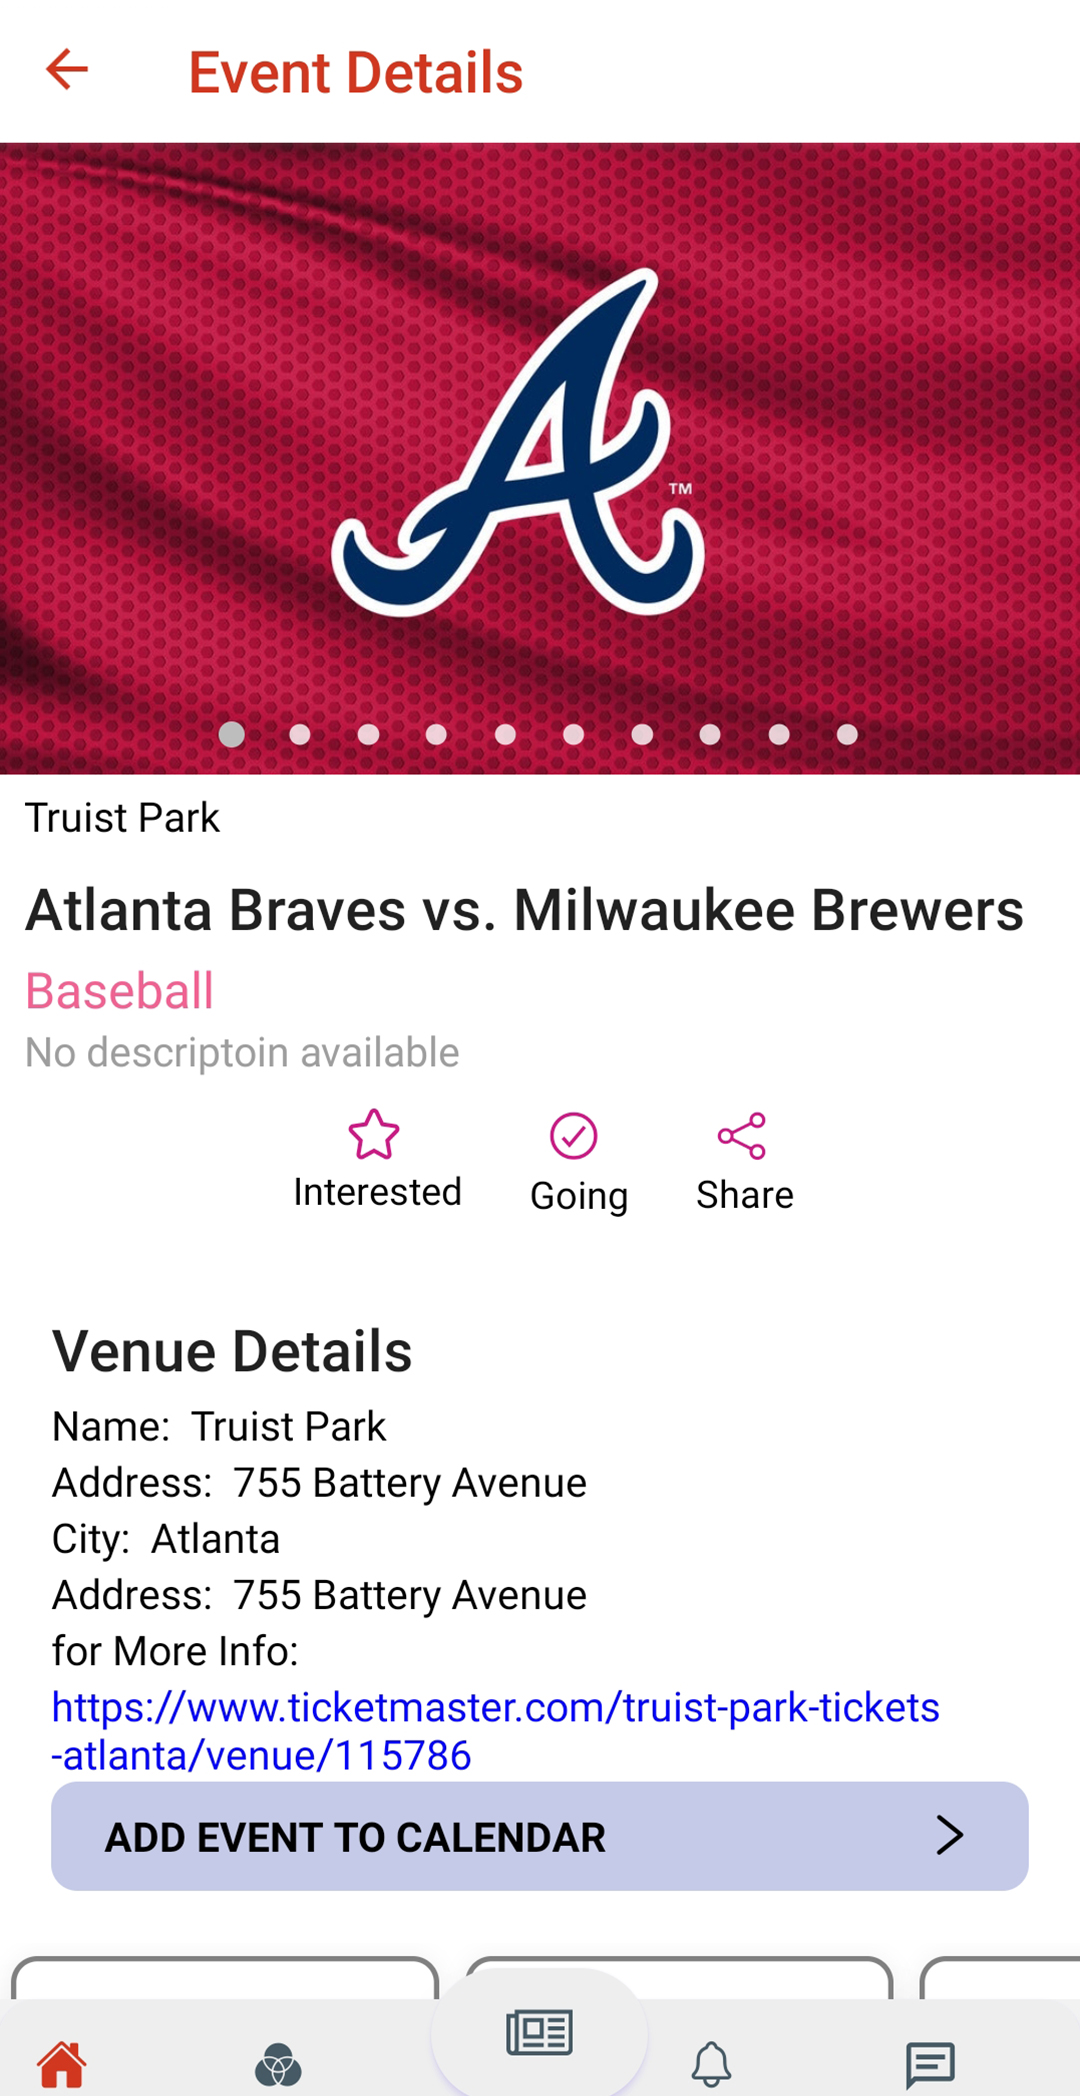 Event Details
A
TM
Truist Park
Atlanta Braves vs. Milwaukee Brewers
Baseball
No descriptoin available
Interested
Going
Share
Venue Details
Name: Truist Park
Address: 755 Battery Avenue
City: Atlanta
Address: 755 Battery Avenue
for More Info:
https://www.ticketmaster.com/truist-park-tickets
-atlanta/venue/115786
ADD EVENT TO CALENDAR